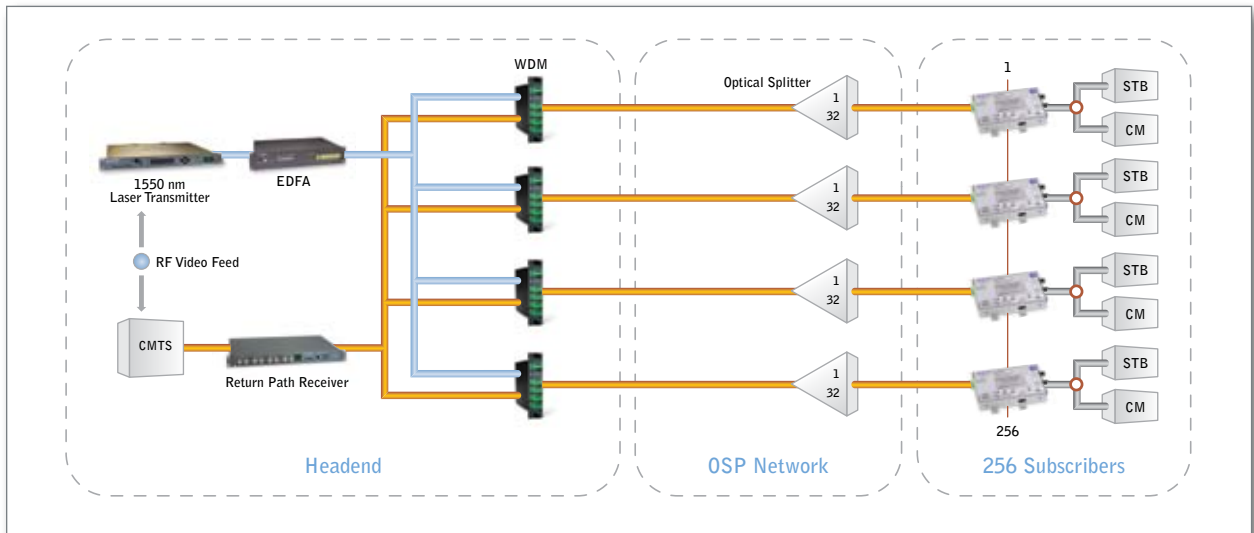 WDM
1550 nm
Laser Transmitter
EDFA
RF Video Feed
CMTS
Return Path Receiver
Headend
Optical Splitter
1
32
1
32
1
32
1
32
OSP Network
1
STB
CM
STB
CM
STB
CM
STB
CM
256
256 Subscribers